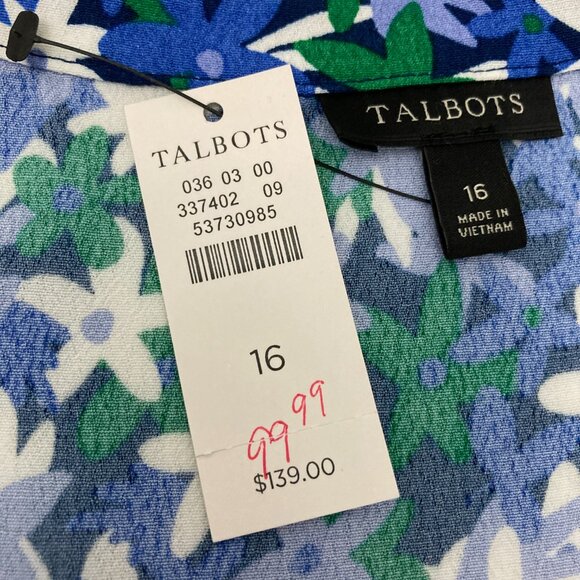 TALBOTS
036 03 00
337402 09
53730985
16
99 99
$139.00
TALBOTS
16
MADE IN
VIETNAM